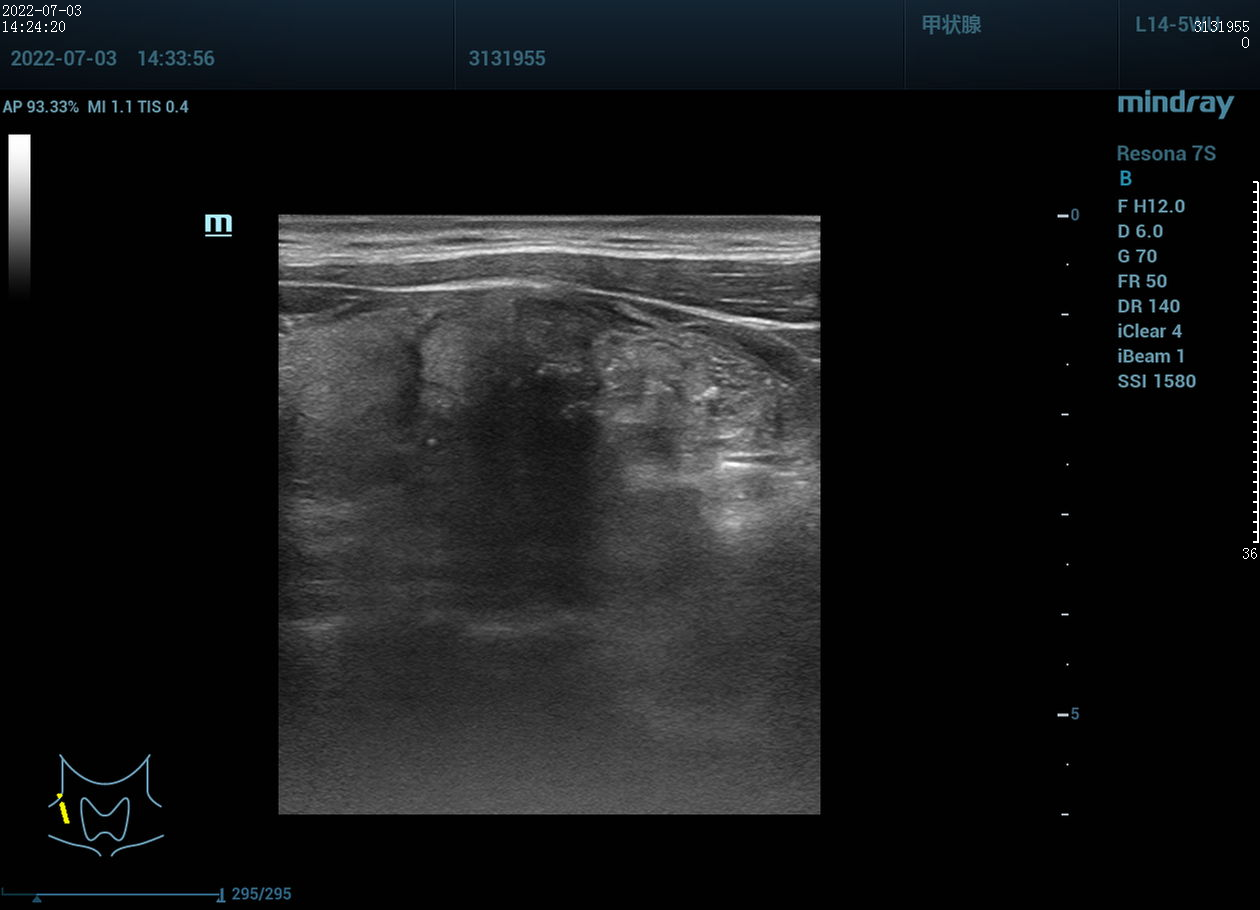 2022-07-03
14:24:20
甲状腺
3131955
0
2022-07-03 14:33:56
3131955
AP 93.33% MI 1.1 TIS 0.4
mindray
Resona 7S
B
F H12.0
D 6.0
G 70
FR 50
DR 140
iClear 4
iBeam 1
SSI 1580
m
0
5
36
295/295